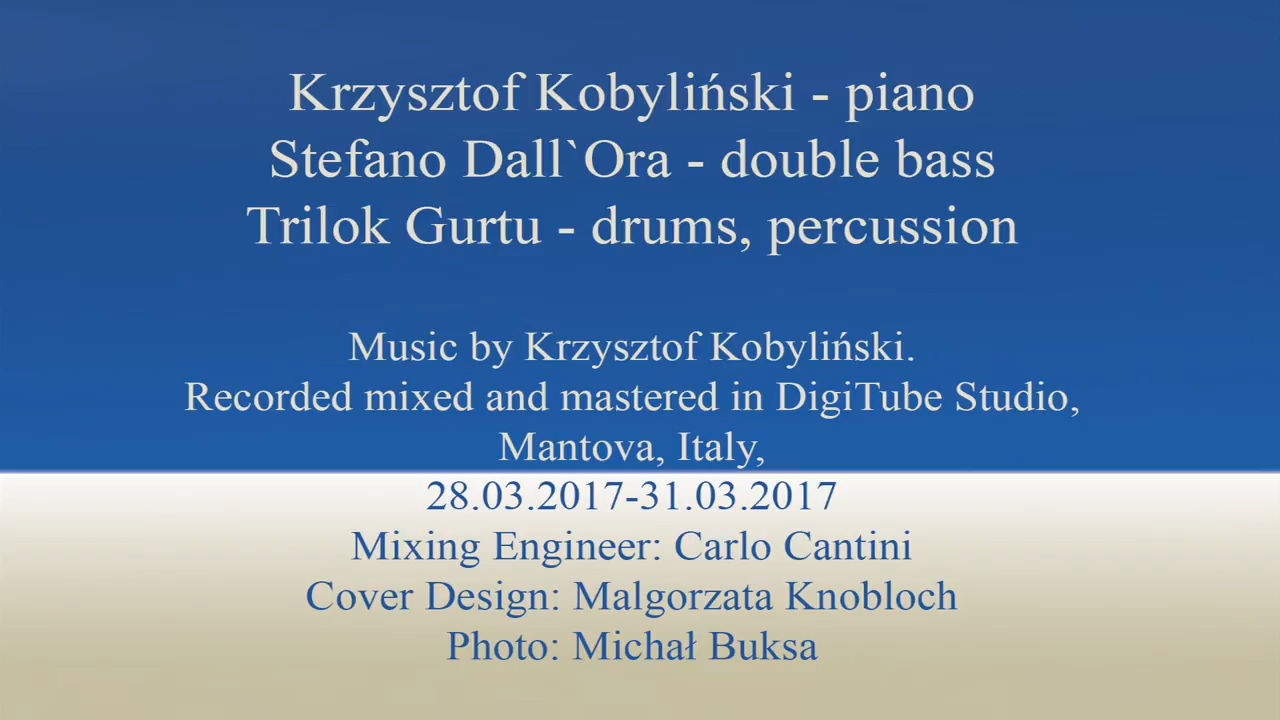 Krzysztof Kobyliński - piano
Stefano Dall`Ora - double bass
Trilok Gurtu - drums, percussion
Music by Krzysztof Kobyliński.
Recorded mixed and mastered in DigiTube Studio,
Mantova, Italy,
28.03.2017-31.03.2017
Mixing Engineer: Carlo Cantini
Cover Design: Malgorzata Knobloch
Photo: Michał Buksa